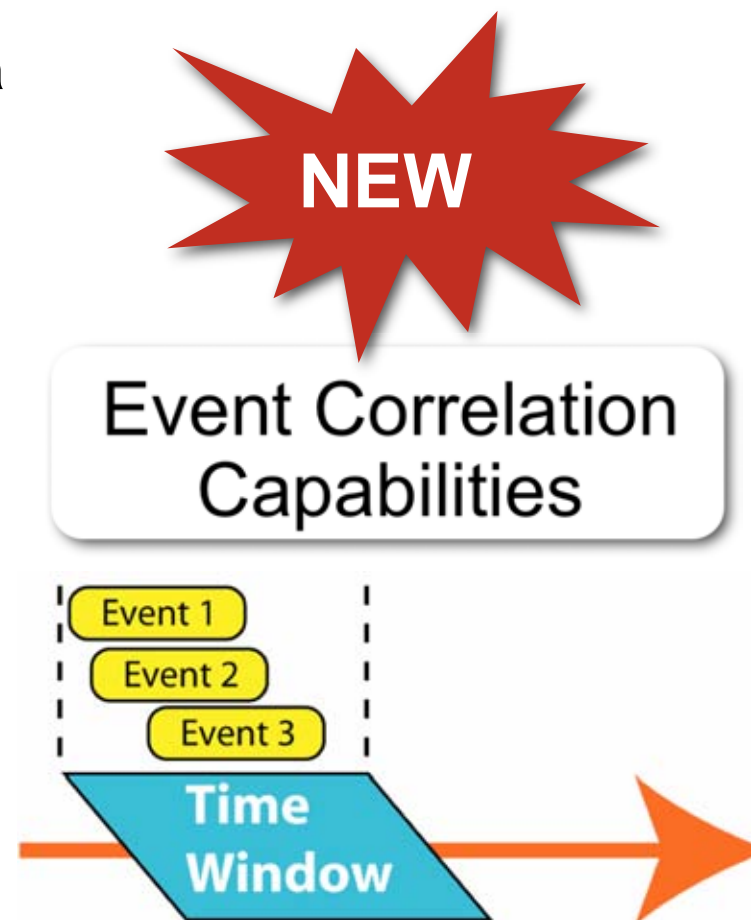 NEW
Event Correlation
Capabilities
Event 1
Event 2
Event 3
Time
Window